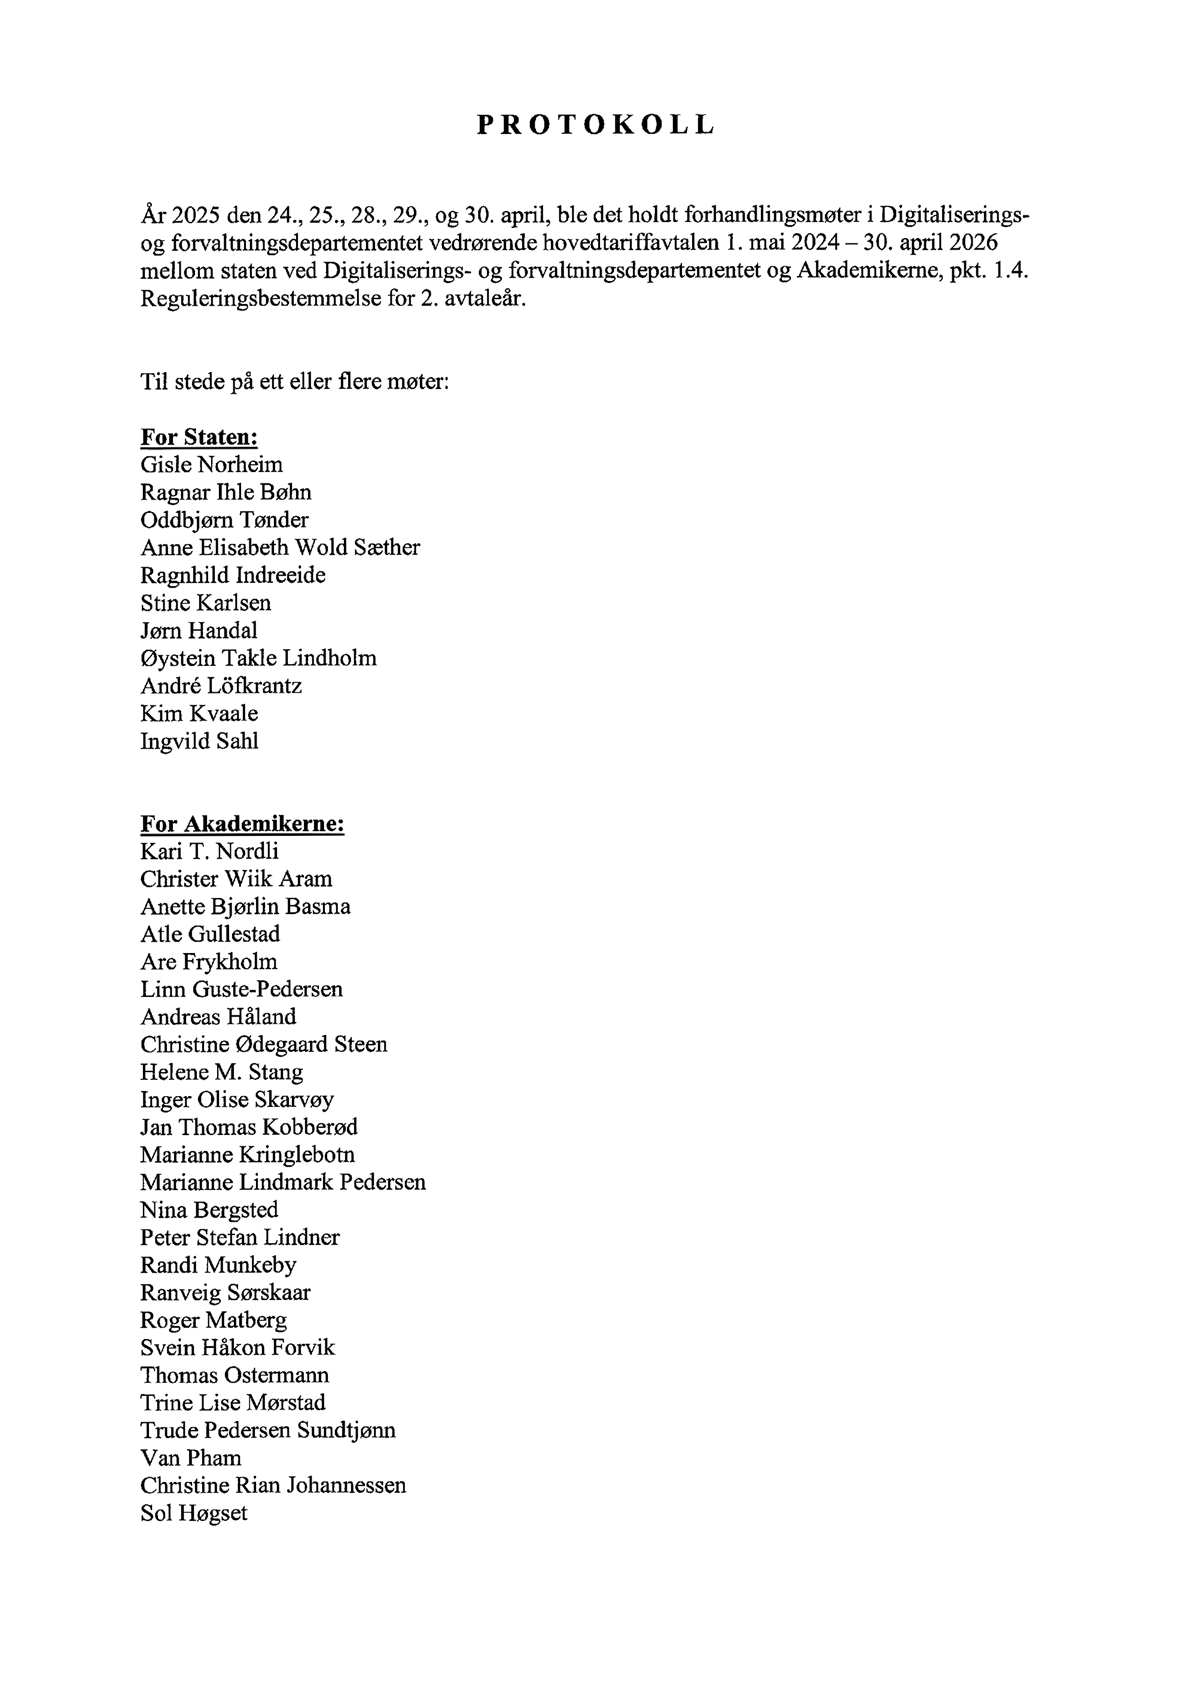 PROTOKOLL
År 2025 den 24., 25., 28., 29., og 30. april, ble det holdt forhandlingsmøter i Digitaliserings-
og forvaltningsdepartementet vedrørende hovedtariffavtalen 1. mai 2024 – 30. april 2026
mellom staten ved Digitaliserings- og forvaltningsdepartementet og Akademikerne, pkt. 1.4.
Reguleringsbestemmelse for 2. avtaleår.
Til stede på ett eller flere møter:
For Staten:
Gisle Norheim
Ragnar Ihle Bøhn
Oddbjørn Tønder
Anne Elisabeth Wold Sæther
Ragnhild Indreeide
Stine Karlsen
Jørn Handal
Øystein Takle Lindholm
André Löfkrantz
Kim Kvaale
Ingvild Sahl
For Akademikerne:
Kari T. Nordli
Christer Wiik Aram
Anette Bjørlin Basma
Atle Gullestad
Are Frykholm
Linn Guste-Pedersen
Andreas Håland
Christine Ødegaard Steen
Helene M. Stang
Inger Olise Skarvøy
Jan Thomas Kobberød
Marianne Kringlebotn
Marianne Lindmark Pedersen
Nina Bergsted
Peter Stefan Lindner
Randi Munkeby
Ranveig Sørskaar
Roger Matberg
Svein Håkon Forvik
Thomas Ostermann
Trine Lise Mørstad
Trude Pedersen Sundtjønn
Van Pham
Christine Rian Johannessen
Sol Høgset